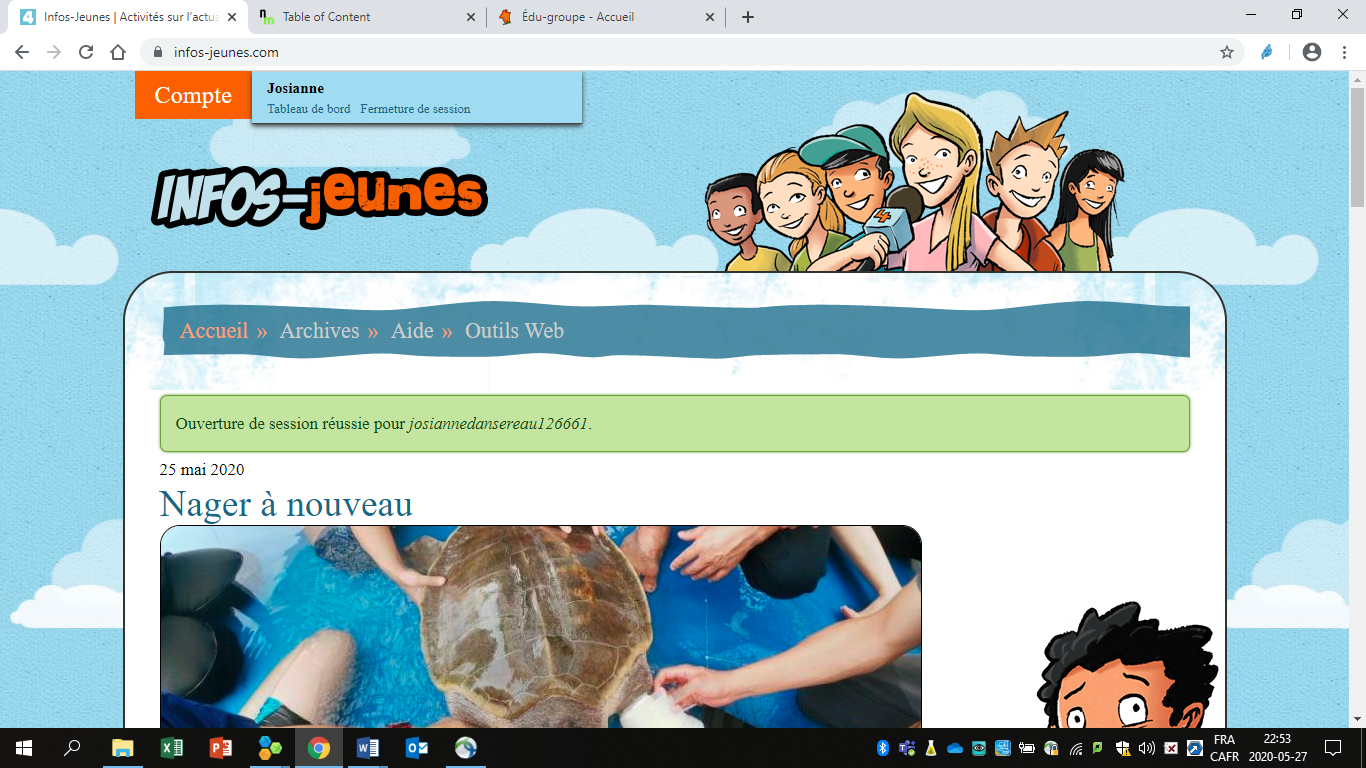 Infos-Jeunes | Activités sur l'actua
Table of Content
Édu-groupe - Accueil
infos-jeunes.com
Compte
Josianne
Tableau de bord Fermeture de session
INFOS-jeunes
4
Accueil » Archives » Aide » Outils Web
Ouverture de session réussie pour josiannedansereau126661.
25 mai 2020
Nager à nouveau
FRA
CAFR
22:53
2020-05-27